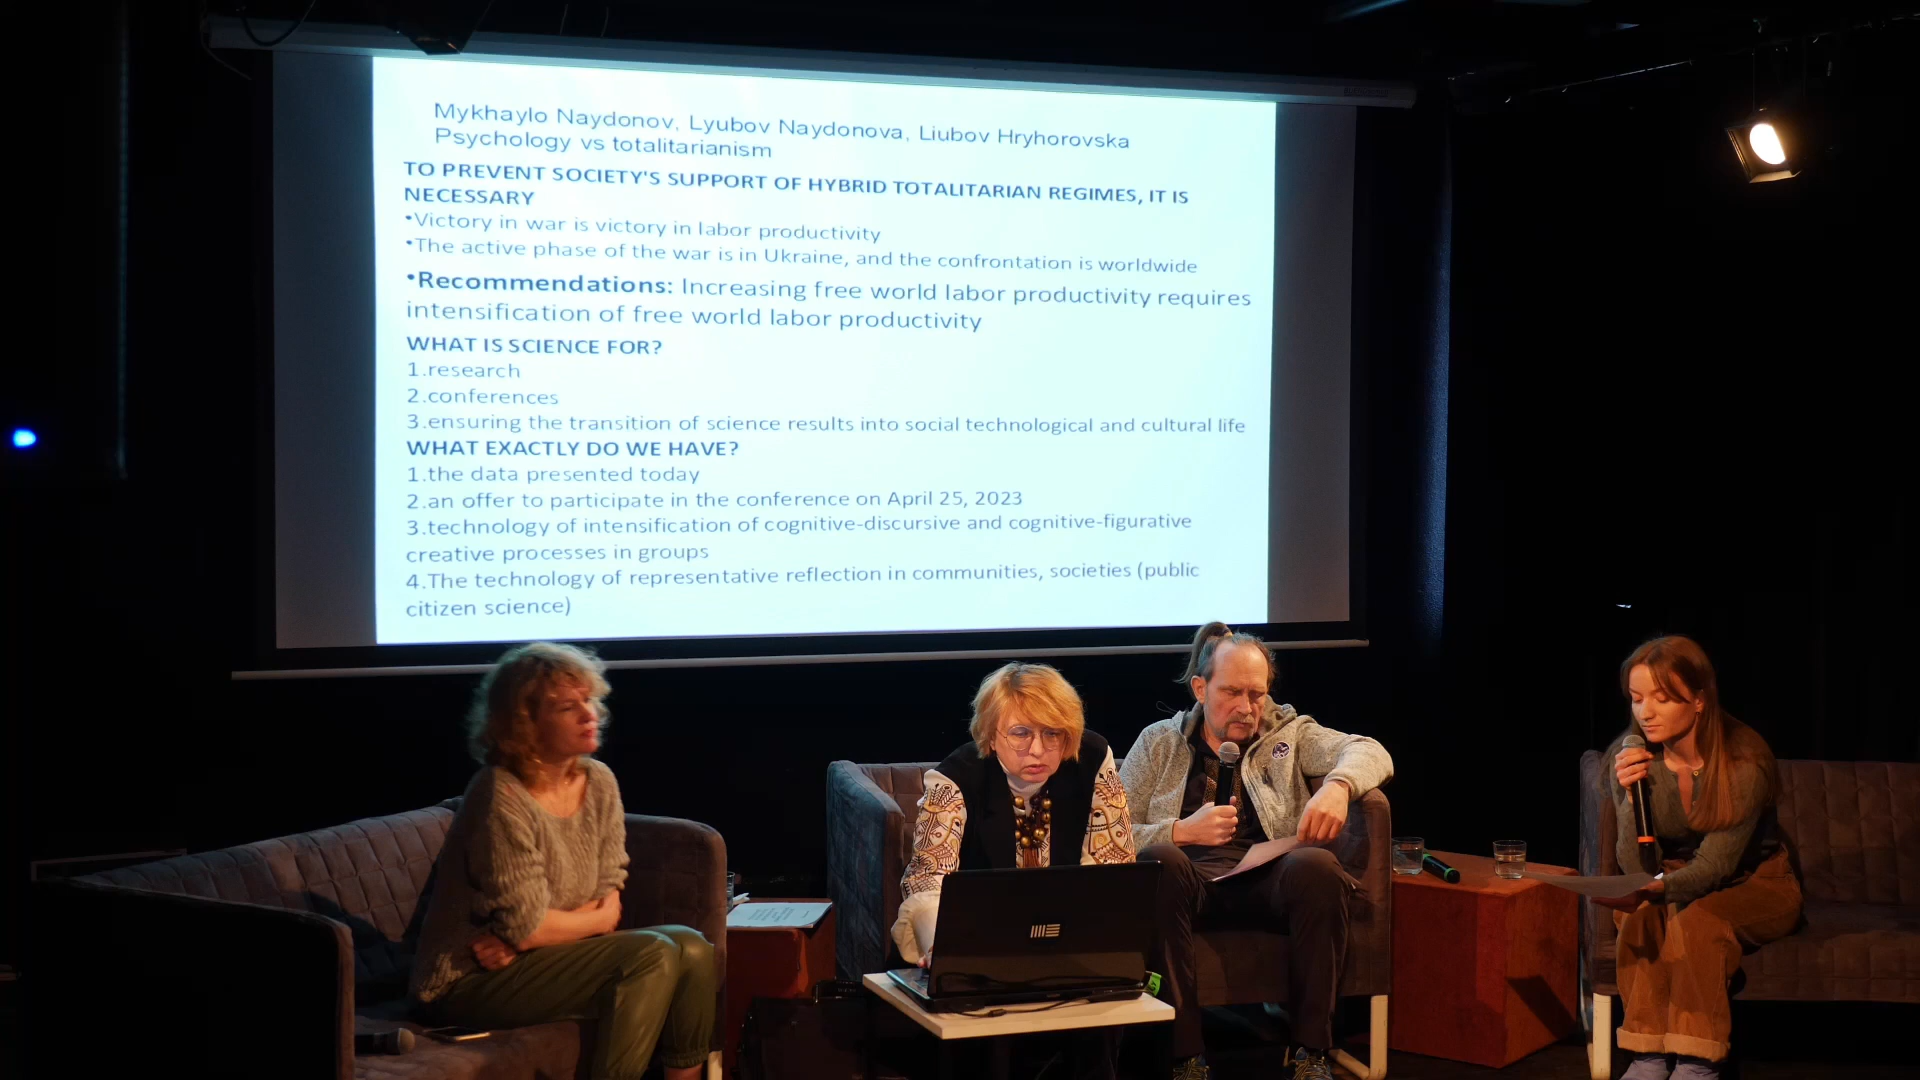 Mykhaylo Naydonov, Lyubov Naydonova, Liubov Hryhorovska
Psychology vs totalitarianism
TO PREVENT SOCIETY'S SUPPORT OF HYBRID TOTALITARIAN REGIMES, IT IS
NECESSARY
•Victory in war is victory in labor productivity
•The active phase of the war is in Ukraine, and the confrontation is worldwide
•Recommendations: Increasing free world labor productivity requires
intensification of free world labor productivity
WHAT IS SCIENCE FOR?
1.research
2.conferences
3.ensuring the transition of science results into social technological and cultural life
WHAT EXACTLY DO WE HAVE?
1.the data presented today
2.an offer to participate in the conference on April 25, 2023
3.technology of intensification of cognitive-discursive and cognitive-figurative
creative processes in groups
4.The technology of representative reflection in communities, societies (public
citizen science)